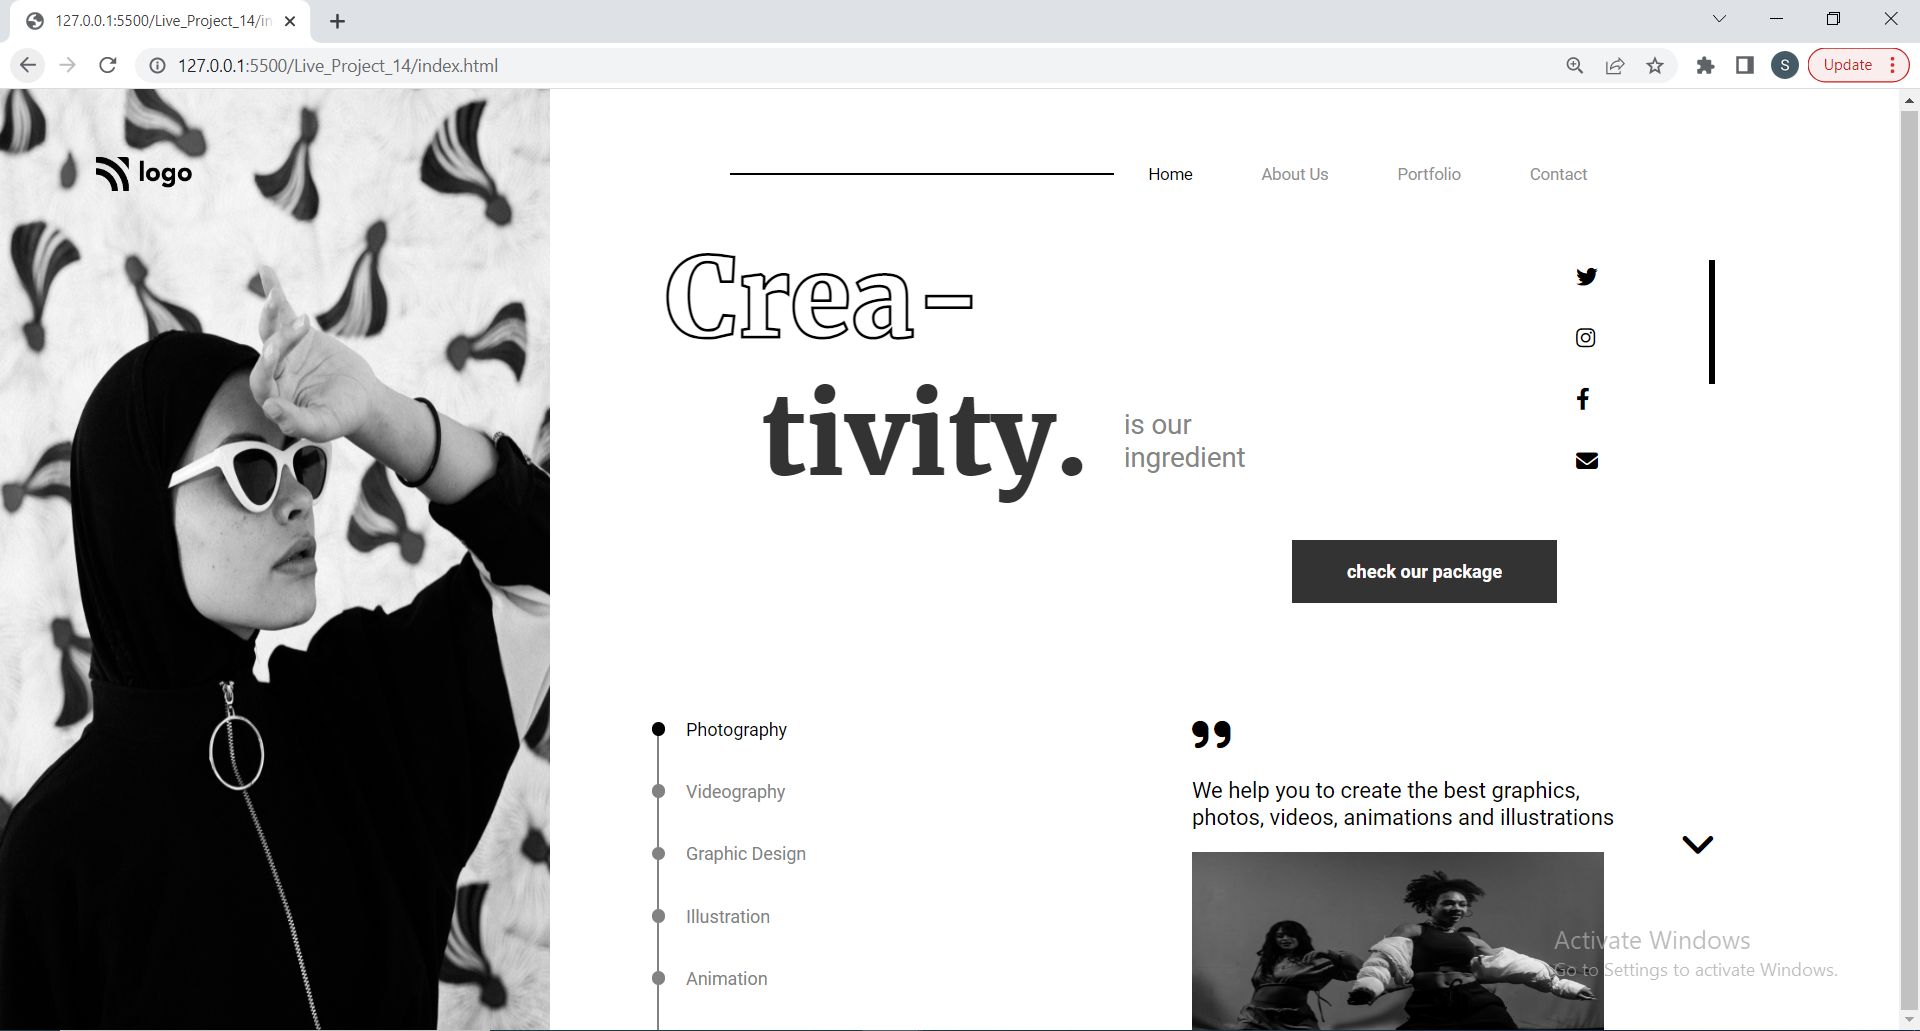 127.0.0.1:5500/Live_Project_14/in
127.0.0.1:5500/Live_Project_14/index.html
S
Update
logo
Home
About Us
Portfolio
Contact
Crea-
tivity.
is our
ingredient
check our package
Photography
Videography
Graphic Design
Illustration
Animation
We help you to create the best graphics,
photos, videos, animations and illustrations
Activate Windows
Go to Settings to activate Windows.